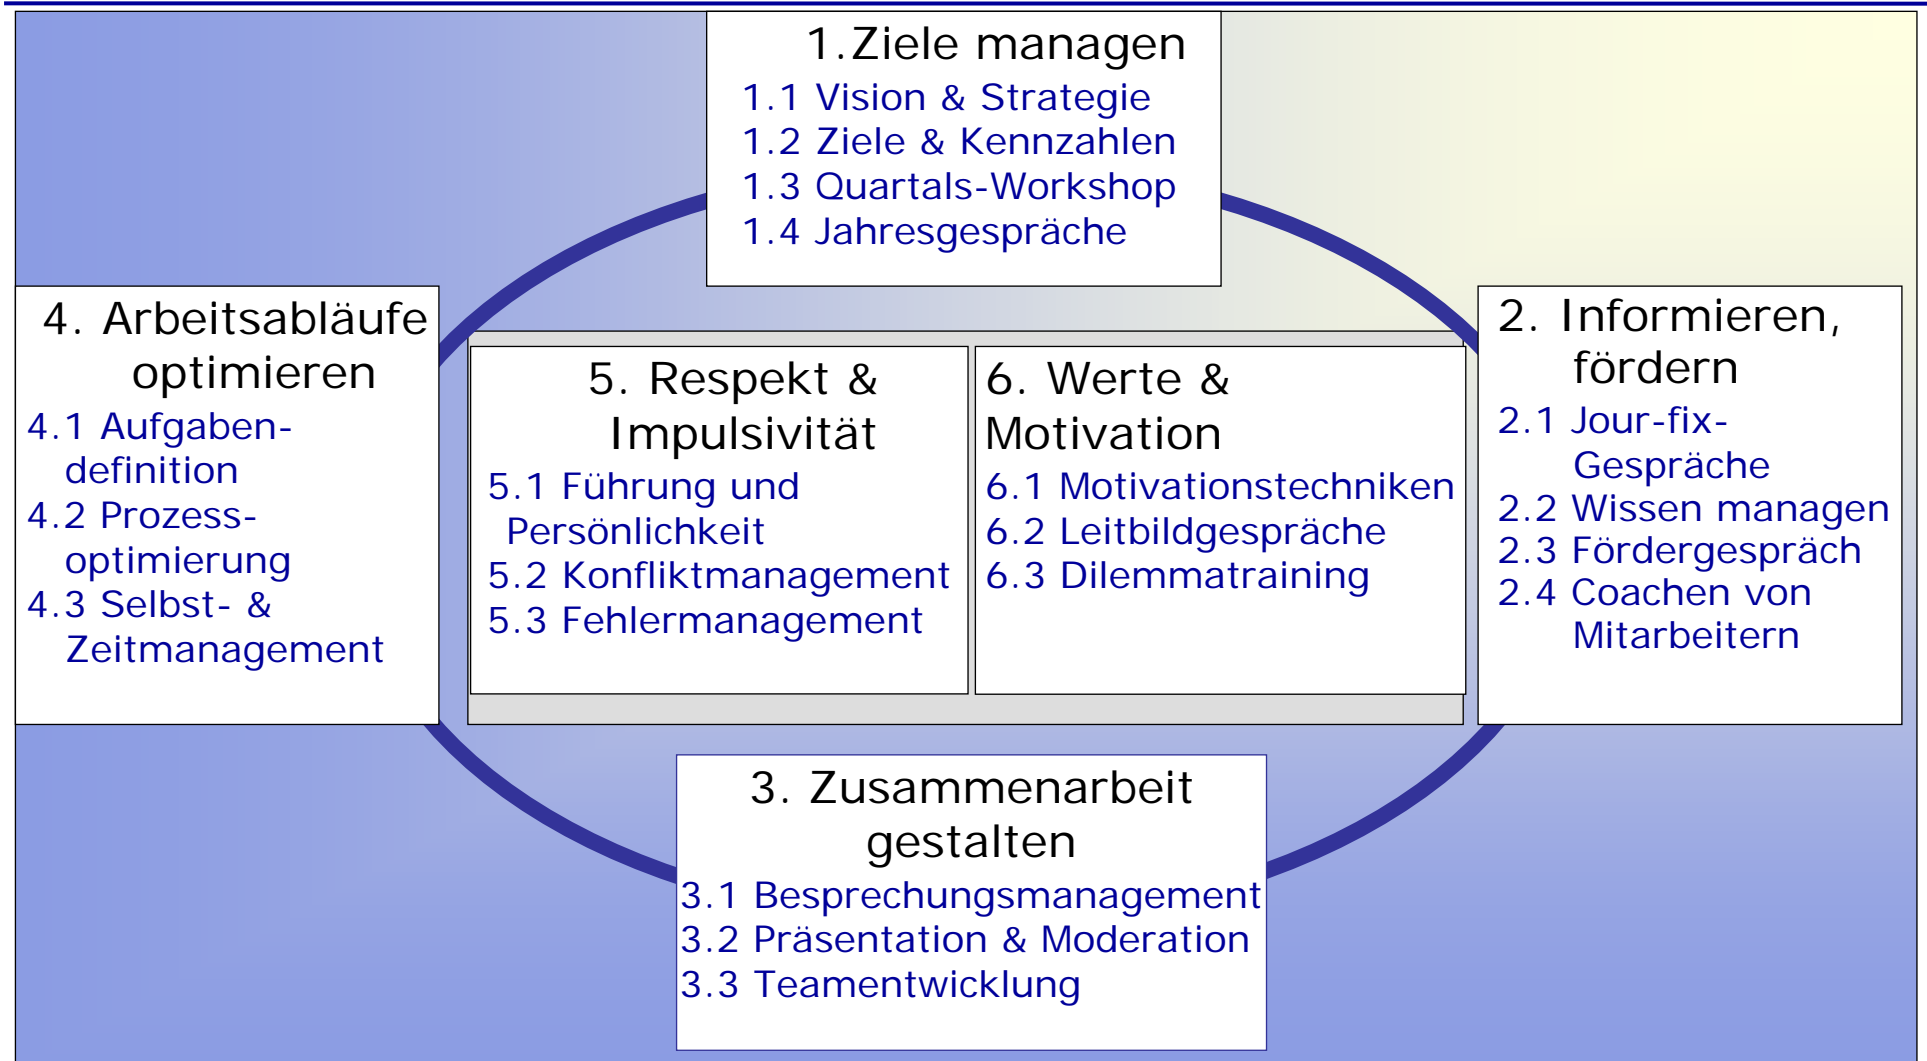 1.Ziele managen
1.1 Vision & Strategie
1.2 Ziele & Kennzahlen
1.3 Quartals-Workshop
1.4 Jahresgespräche
2. Informieren,
fördern
2.1 Jour-fix-
Gespräche
2.2 Wissen managen
2.3 Fördergespräch
2.4 Coachen von
Mitarbeitern
3. Zusammenarbeit
gestalten
3.1 Besprechungsmanagement
3.2 Präsentation & Moderation
3.3 Teamentwicklung
4. Arbeitsabläufe
optimieren
4.1 Aufgaben-
definition
4.2 Prozess-
optimierung
4.3 Selbst- &
Zeitmanagement
5. Respekt &
Impulsivität
5.1 Führung und
Persönlichkeit
5.2 Konfliktmanagement
5.3 Fehlermanagement
6. Werte &
Motivation
6.1 Motivationstechniken
6.2 Leitbildgespräche
6.3 Dilemmatraining